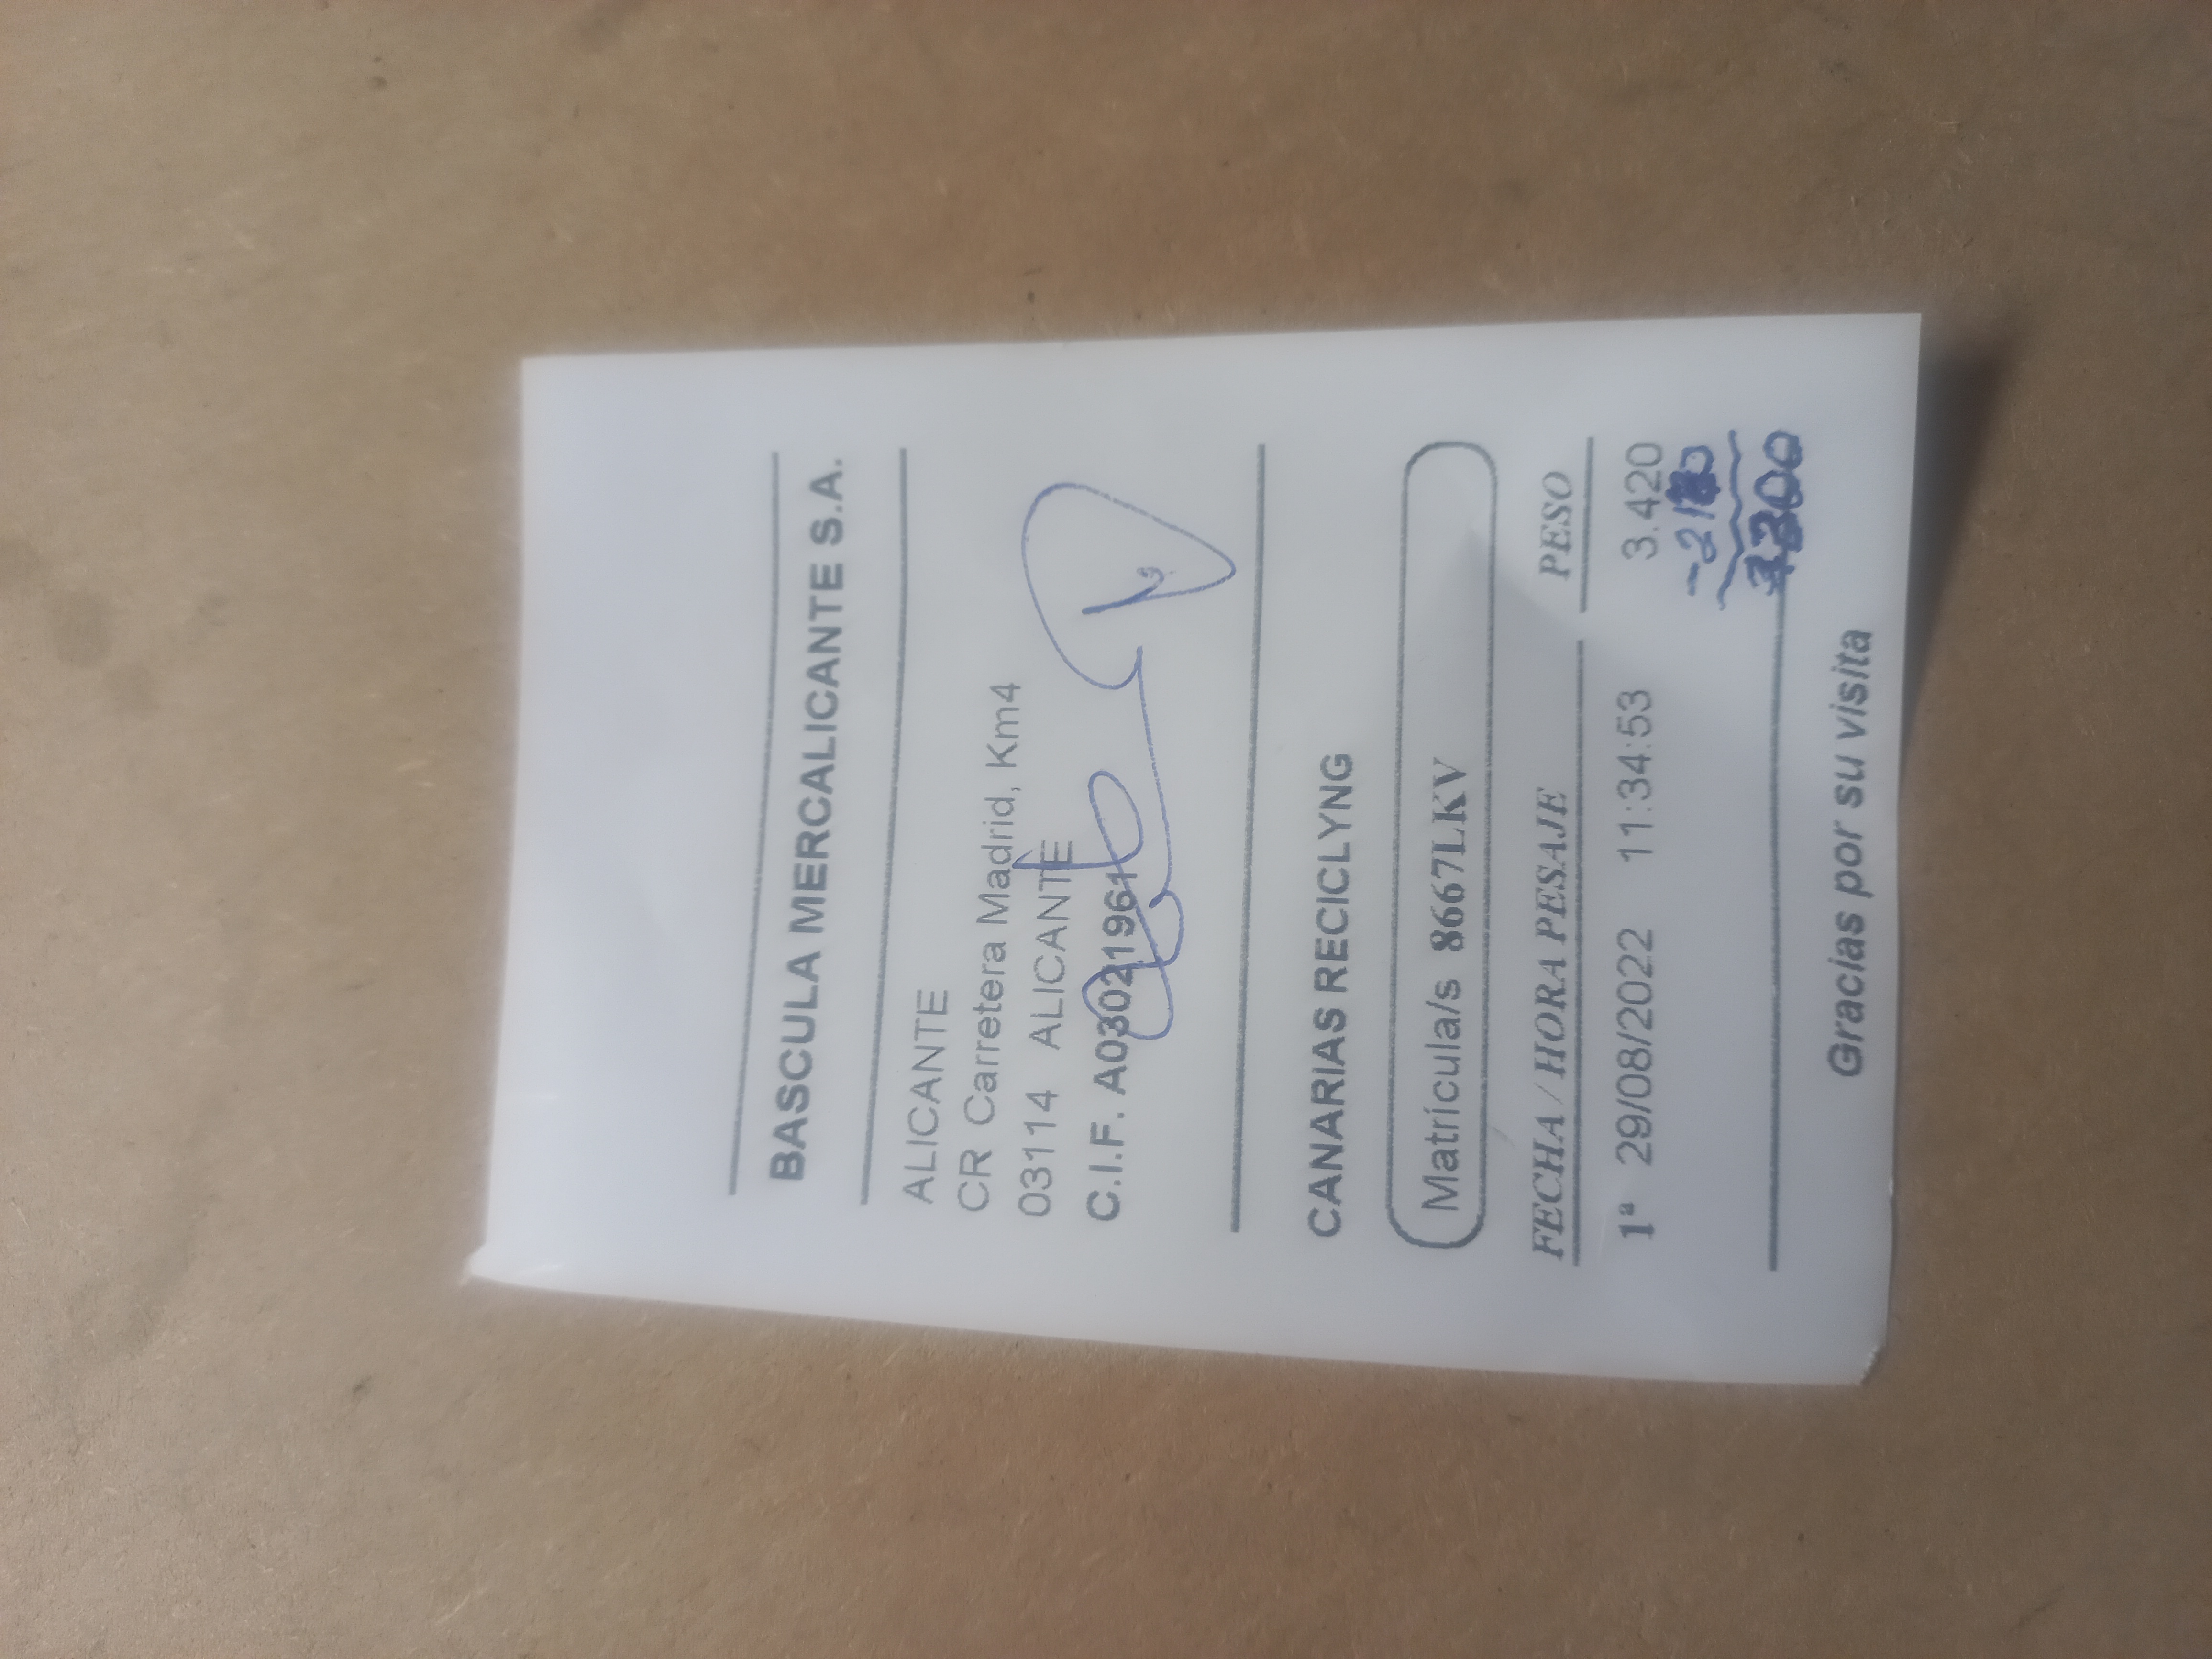 BASCULA MERCALICANTE S.A.
ALICANTE
CR Carretera Madrid, Km4
03114 ALICANTE
C.I.F. A03021961
CANARIAS RECICLYNG
Matrícula/s 8667LKV
FECHA / HORA PESAJE PESO
1ª 29/08/2022 11:34:53 3.420
Gracias por su visita